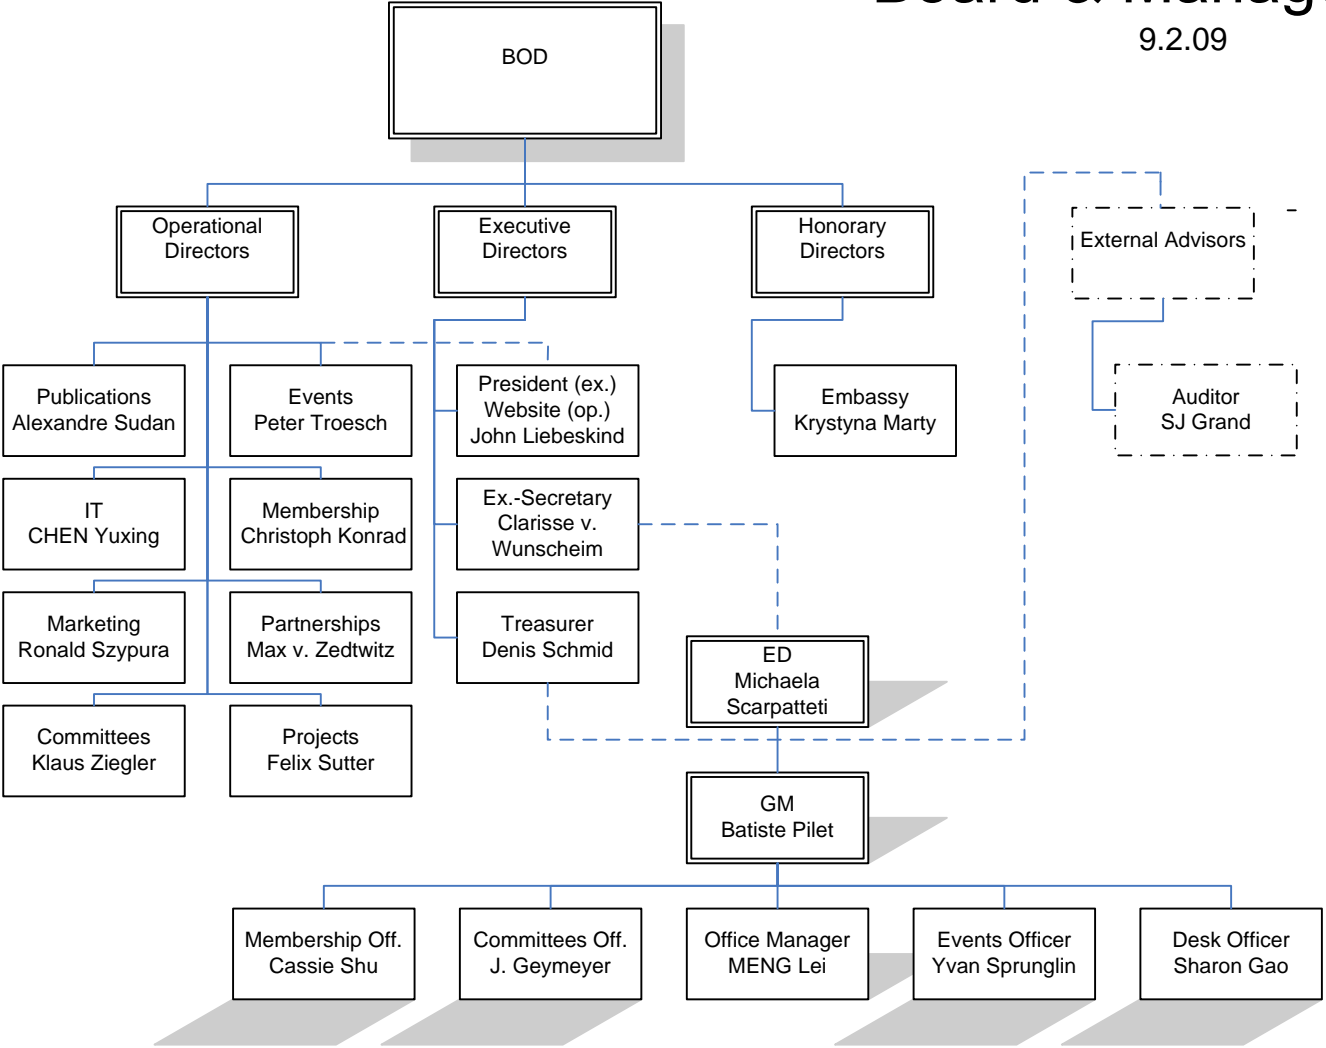 Board & Manag
9.2.09
BOD
Operational
Directors
Executive
Directors
Honorary
Directors
External Advisors
Publications
Alexandre Sudan
Events
Peter Troesch
President (ex.)
Website (op.)
John Liebeskind
Embassy
Krystyna Marty
Auditor
SJ Grand
IT
CHEN Yuxing
Membership
Christoph Konrad
Ex.-Secretary
Clarisse v.
Wunscheim
Marketing
Ronald Szypura
Partnerships
Max v. Zedtwitz
Treasurer
Denis Schmid
ED
Michaela
Scarpatteti
Committees
Klaus Ziegler
Projects
Felix Sutter
GM
Batiste Pilet
Membership Off.
Cassie Shu
Committees Off.
J. Geymeyer
Office Manager
MENG Lei
Events Officer
Yvan Sprunglin
Desk Officer
Sharon Gao